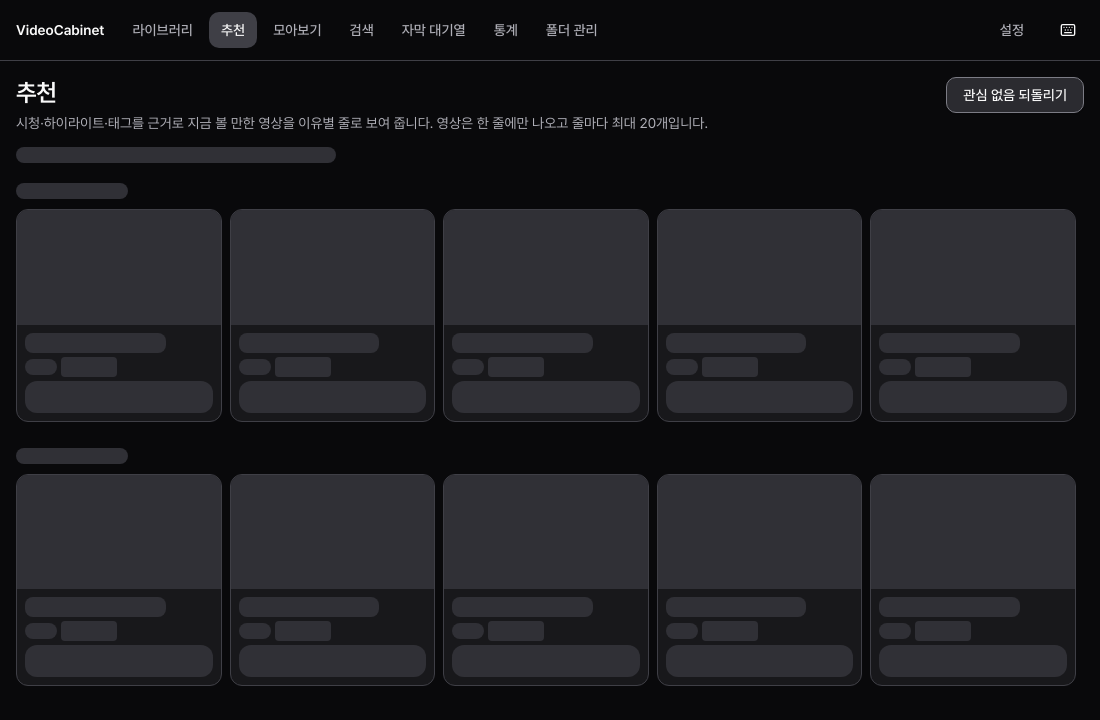 VideoCabinet 라이브러리 추천 모아보기 검색 자막 대기열 통계 폴더 관리 설정
추천
관심 없음 되돌리기
시청·하이라이트·태그를 근거로 지금 볼 만한 영상을 이유별 줄로 보여 줍니다. 영상은 한 줄에만 나오고 줄마다 최대 20개입니다.